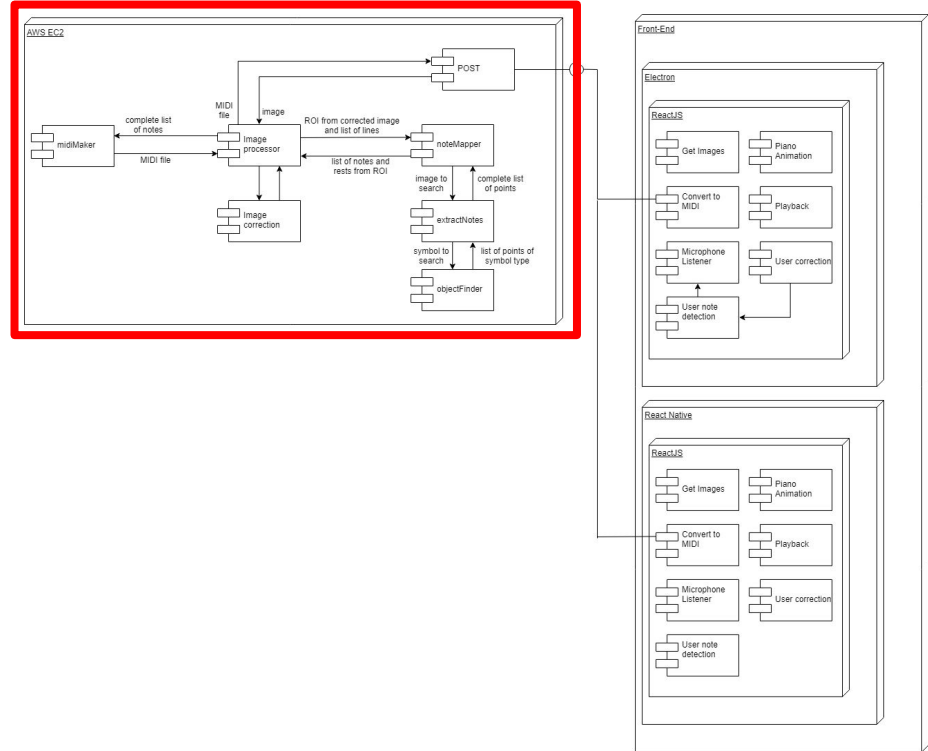 AWS EC2
POST
MIDI
file
image
complete list
of notes
midiMaker
MIDI file
Image
processor
ROI from corrected image
and list of lines
list of notes and
rests from ROI
noteMapper
Image
correction
image to
search
complete list
of points
extractNotes
symbol to
search
list of points of
symbol type
objectFinder
Front-End
Electron
ReactJS
Get Images
Piano
Animation
Convert to
MIDI
Playback
Microphone
Listener
User correction
User note
detection
React Native
ReactJS
Get Images
Piano
Animation
Convert to
MIDI
Playback
Microphone
Listener
User correction
User note
detection